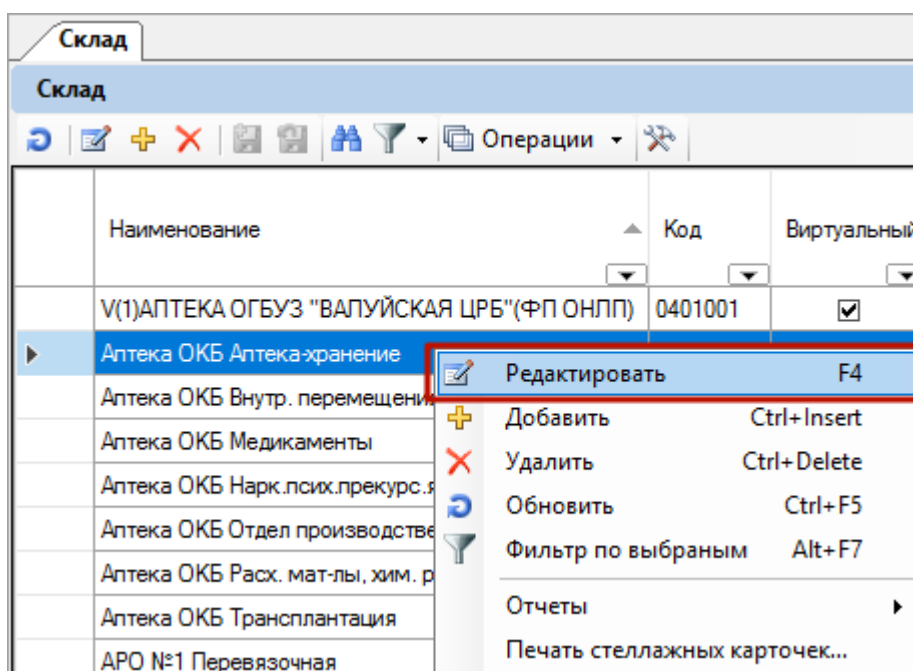 Склад
Склад
Операции
Наименование Код Виртуальный
V(1)АПТЕКА ОГБУЗ "ВАЛУЙСКАЯ ЦРБ"(ФП ОНЛП) 0401001
Аптека ОКБ Аптека-хранение
Редактировать F4
Аптека ОКБ Внутр. перемещени
Добавить Ctrl+Insert
Аптека ОКБ Медикаменты
Удалить Ctrl+Delete
Аптека ОКБ Нарк.псих.прекурс.я
Обновить Ctrl+F5
Аптека ОКБ Отдел производстве
Фильтр по выбраным Alt+F7
Аптека ОКБ Расх. мат-лы, хим. р
Отчеты
Аптека ОКБ Трансплантация
Печать стеллажных карточек...
АРО №1 Перевязочная